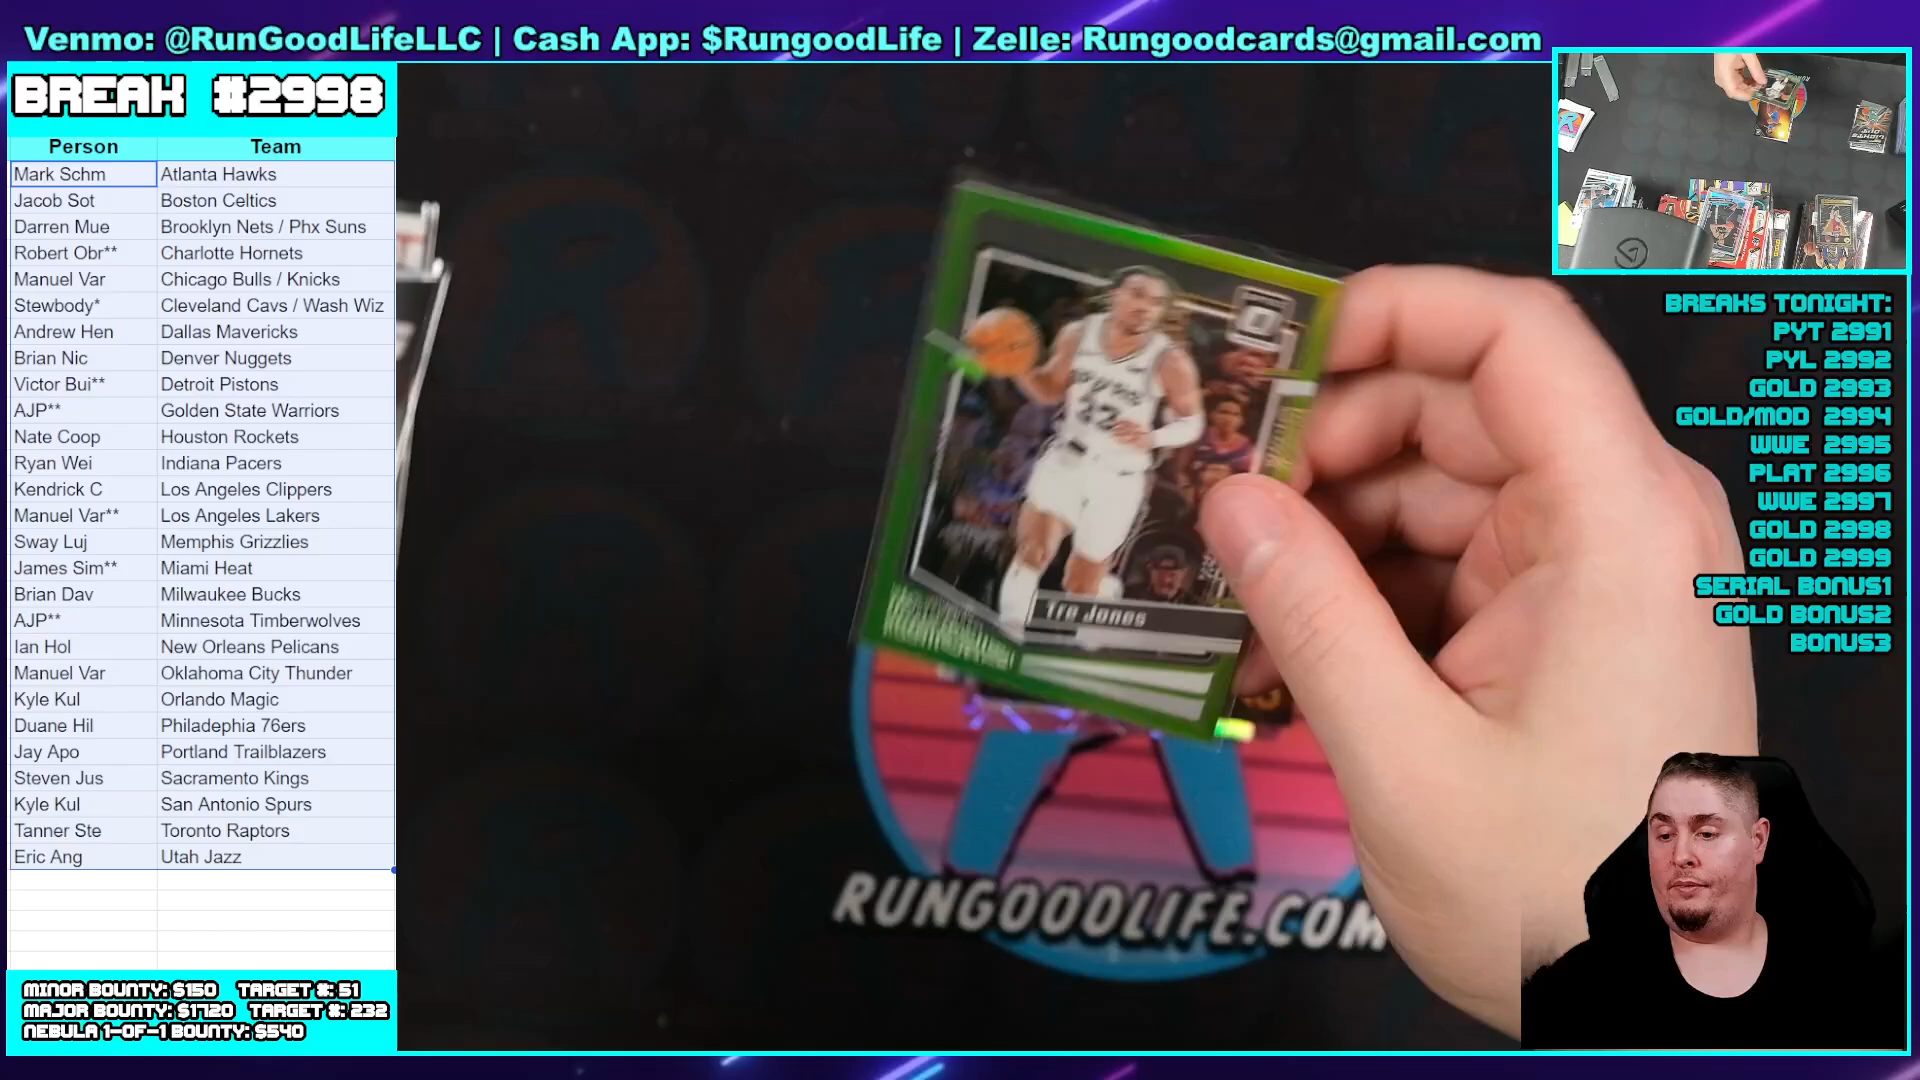 Venmo: @RunGoodLifeLLC | Cash App: $RungoodLife | Zelle: Rungoodcards@gmail.com
BREAK #2998
Person Team
Mark Schm Atlanta Hawks
Jacob Sot Boston Celtics
Darren Mue Brooklyn Nets / Phx Suns
Robert Obr** Charlotte Hornets
Manuel Var Chicago Bulls / Knicks
Stewbody* Cleveland Cavs / Wash Wiz
Andrew Hen Dallas Mavericks
Brian Nic Denver Nuggets
Victor Bui** Detroit Pistons
AJP** Golden State Warriors
Nate Coop Houston Rockets
Ryan Wei Indiana Pacers
Kendrick C Los Angeles Clippers
Manuel Var** Los Angeles Lakers
Sway Luj Memphis Grizzlies
James Sim** Miami Heat
Brian Dav Milwaukee Bucks
AJP** Minnesota Timberwolves
Ian Hol New Orleans Pelicans
Manuel Var Oklahoma City Thunder
Kyle Kul Orlando Magic
Duane Hil Philadephia 76ers
Jay Apo Portland Trailblazers
Steven Jus Sacramento Kings
Kyle Kul San Antonio Spurs
Tanner Ste Toronto Raptors
Eric Ang Utah Jazz
MINOR BOUNTY: $150 TARGET #: 51
MAJOR BOUNTY: $1720 TARGET #: 232
NEBULA 1-OF-1 BOUNTY: $540
Tre Jones
RUNGOODLIFE.COM
BREAKS TONIGHT:
PYT 2991
PYL 2992
GOLD 2993
GOLD/MOD 2994
WWE 2995
PLAT 2996
WWE 2997
GOLD 2998
GOLD 2999
SERIAL BONUS1
GOLD BONUS2
BONUS3